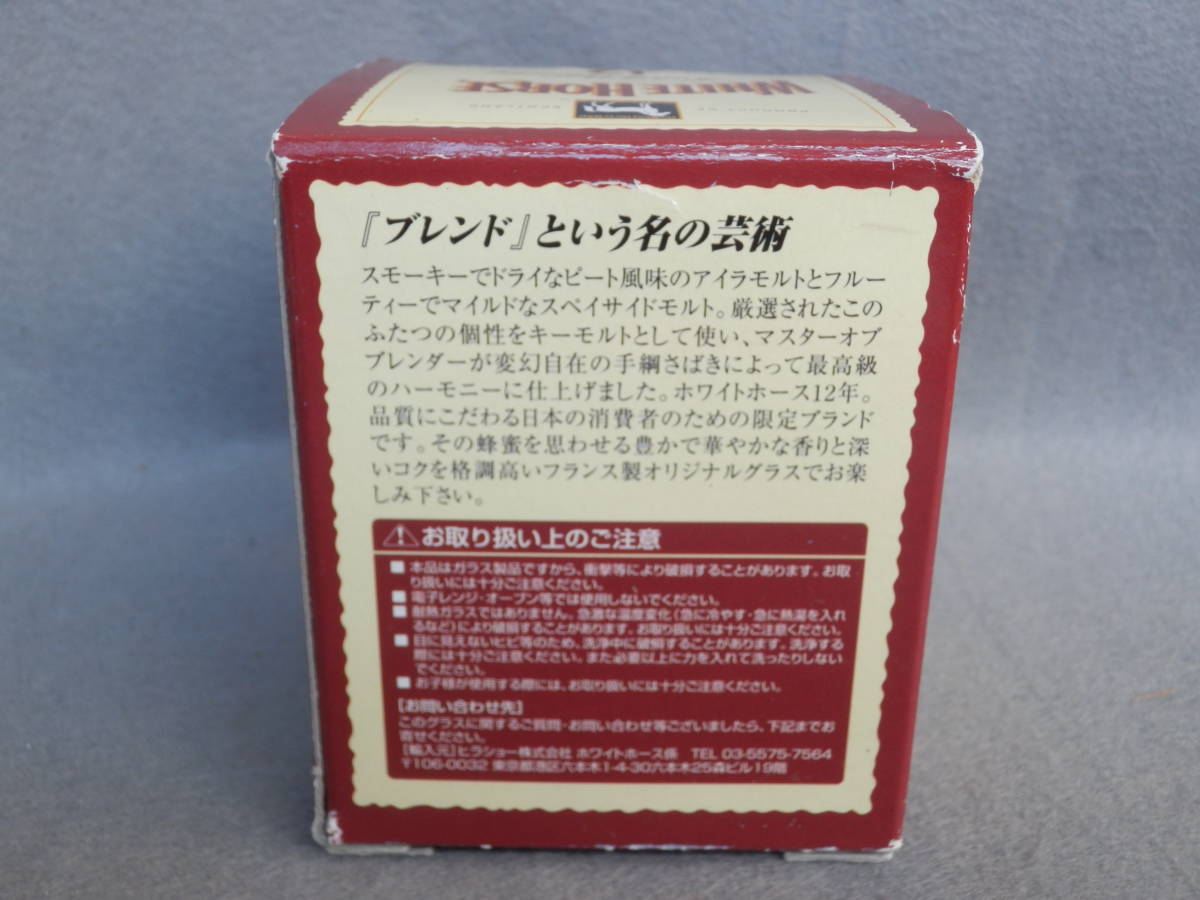 WHITE HORSE
PRODUCT OF SCOTLAND
『ブレンド』という名の芸術
スモーキーでドライなピート風味のアイラモルトとフルー
ティーでマイルドなスペイサイドモルト。厳選されたこの
ふたつの個性をキーモルトとして使い、マスターオブ
ブレンダーが変幻自在の手綱さばきによって最高級
のハーモニーに仕上げました。ホワイトホース12年。
品質にこだわる日本の消費者のための限定ブランド
です。その蜂蜜を思わせる豊かで華やかな香りと深
いコクを格調高いフランス製オリジナルグラスでお楽
しみ下さい。
お取り扱い上のご注意
■ 本品はガラス製品ですから、衝撃等により破損することがあります。お取
り扱いには十分ご注意ください。
■ 電子レンジ・オーブン等では使用しないでください。
■ 耐熱ガラスではありません。急激な温度変化(急に冷やす・急に熱湯を入れ
るなど)により破損することがあります。お取り扱いには十分ご注意ください。
■ 目に見えないヒビ等のため、洗浄中に破損することがあります。洗浄する
際には十分ご注意ください。また必要以上に力を入れて洗ったりしない
でください。
■ お子様が使用する際には、お取り扱いには十分ご注意ください。
[お問い合わせ先]
このグラスに関するご質問・お問い合わせ等ございましたら、下記までお
寄せください。
[輸入元]ヒラショー株式会社 ホワイトホース係 TEL 03-5575-7564
〒106-0032 東京都港区六本木1-4-30六本木25森ビル19階